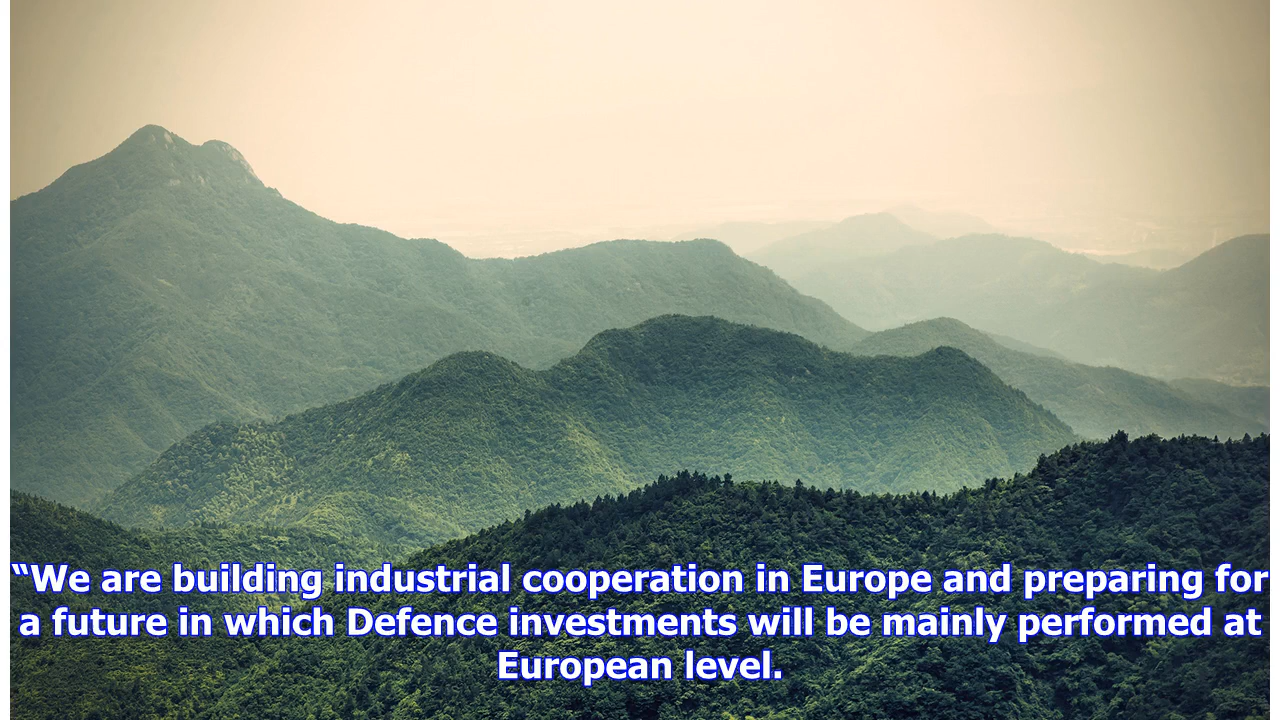 “We are building industrial cooperation in Europe and preparing for
a future in which Defence investments will be mainly performed at
European level.